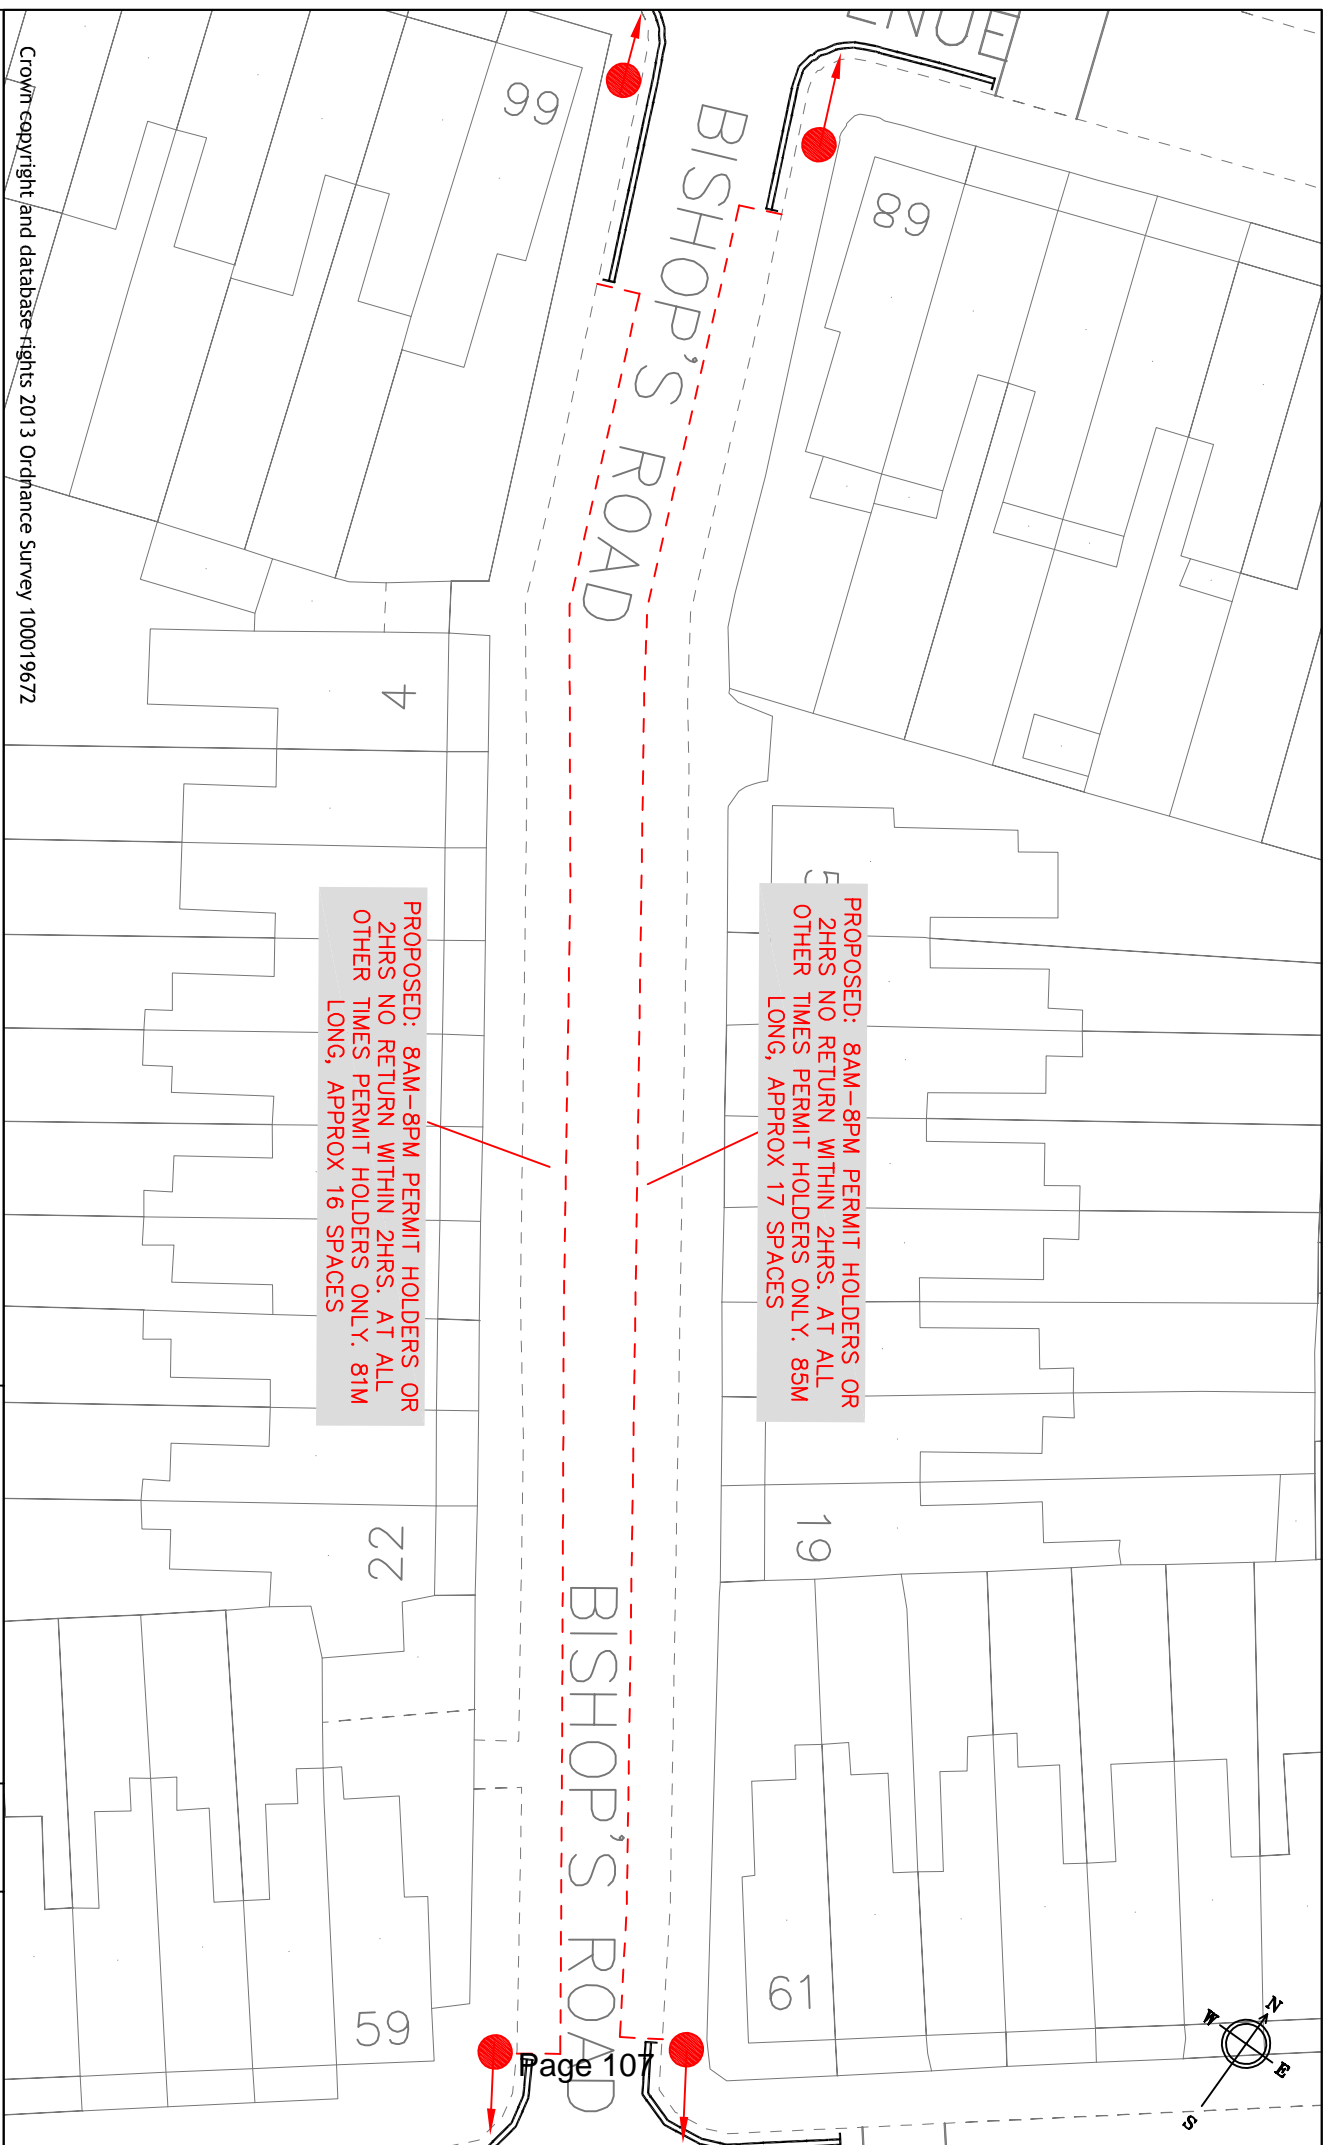 ENUE
BISHOP'S ROAD
99
89
4
5
PROPOSED: 8AM-8PM PERMIT HOLDERS OR
2HRS NO RETURN WITHIN 2HRS. AT ALL
OTHER TIMES PERMIT HOLDERS ONLY. 85M
LONG, APPROX 17 SPACES
PROPOSED: 8AM-8PM PERMIT HOLDERS OR
2HRS NO RETURN WITHIN 2HRS. AT ALL
OTHER TIMES PERMIT HOLDERS ONLY. 81M
LONG, APPROX 16 SPACES
22
19
BISHOP'S ROAD
59
61
N
W
E
S
Page 107
Crown copyright and database rights 2013 Ordnance Survey 100019672